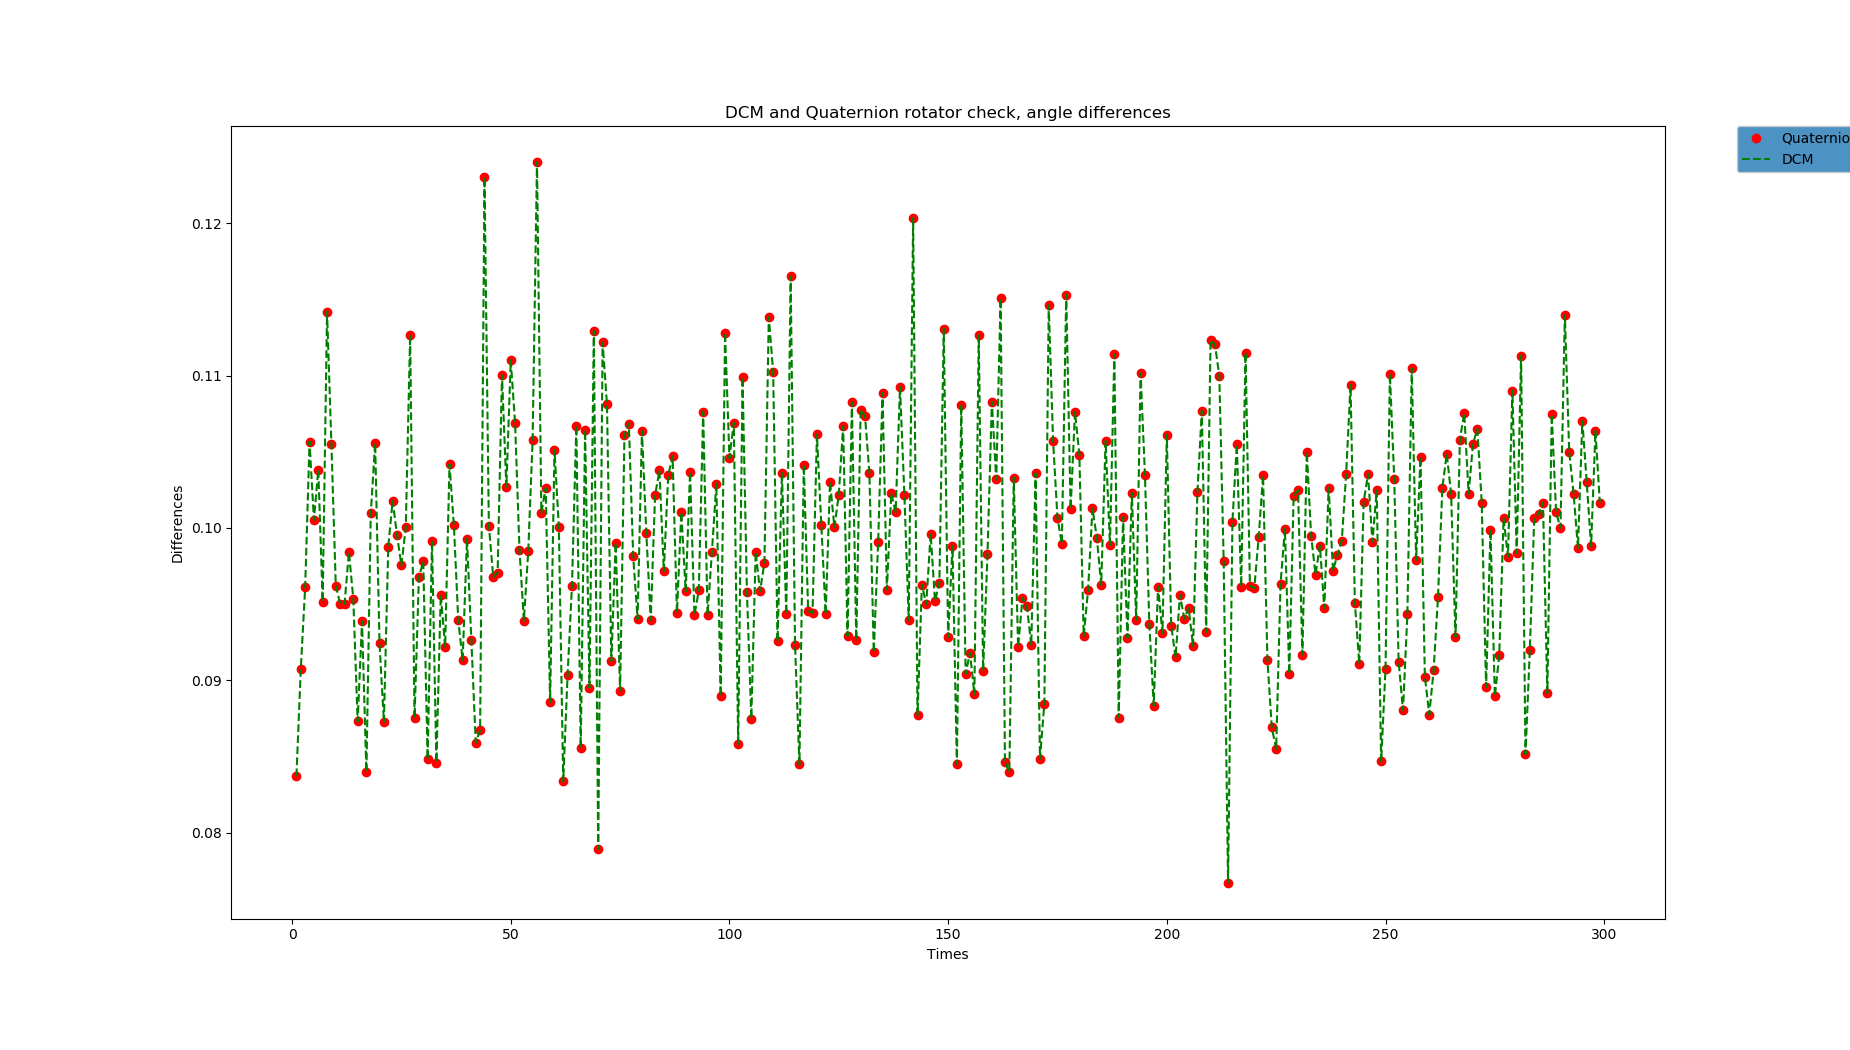 DCM and Quaternion rotator check, angle differences
Quaternio
DCM
0.12
0.11
0.10
0.09
0.08
Differences
0 50 100 150 200 250 300
Times